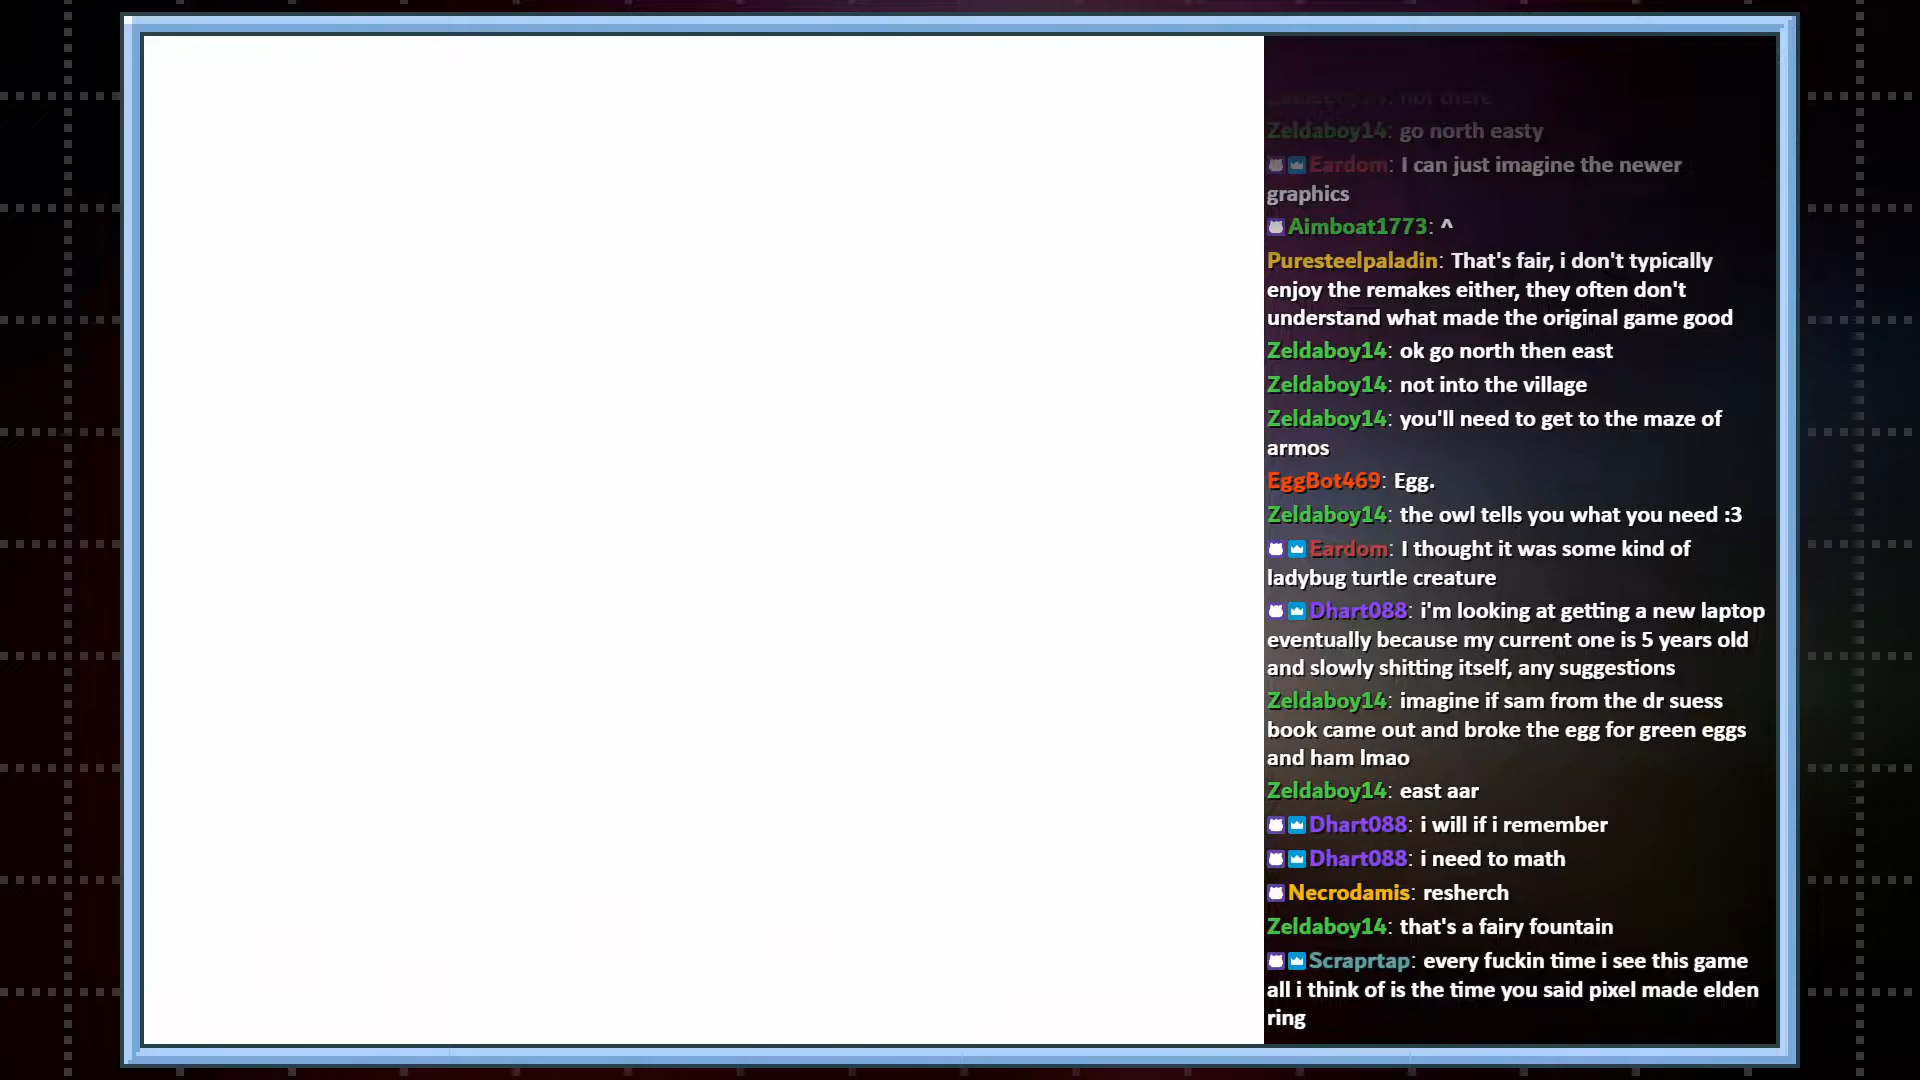 not there
Zeldaboy14: go north easty
Eardom: I can just imagine the newer
graphics
Aimboat1773: ^
Puresteelpaladin: That's fair, i don't typically
enjoy the remakes either, they often don't
understand what made the original game good
Zeldaboy14: ok go north then east
Zeldaboy14: not into the village
Zeldaboy14: you'll need to get to the maze of
armos
EggBot469: Egg.
Zeldaboy14: the owl tells you what you need :3
Eardom: I thought it was some kind of
ladybug turtle creature
Dhart088: i'm looking at getting a new laptop
eventually because my current one is 5 years old
and slowly shitting itself, any suggestions
Zeldaboy14: imagine if sam from the dr suess
book came out and broke the egg for green eggs
and ham lmao
Zeldaboy14: east aar
Dhart088: i will if i remember
Dhart088: i need to math
Necrodamis: resherch
Zeldaboy14: that's a fairy fountain
Scraprtap: every fuckin time i see this game
all i think of is the time you said pixel made elden
ring